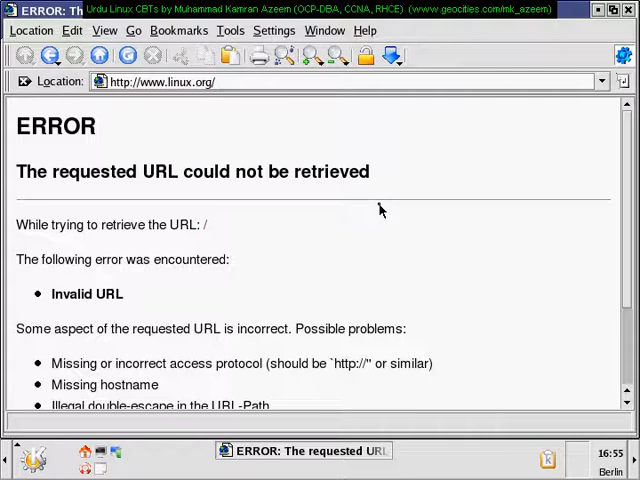 ERROR: Th
Urdu Linux CBTs by Muhammad Kamran Azeem (OCP-DBA, CCNA, RHCE) (www.geocities.com/mk_azeem)
Location Edit View Go Bookmarks Tools Settings Window Help
Location: http://www.linux.org/
ERROR
The requested URL could not be retrieved
While trying to retrieve the URL: /
The following error was encountered:
Invalid URL
Some aspect of the requested URL is incorrect. Possible problems:
Missing or incorrect access protocol (should be `http://'' or similar)
Missing hostname
Illegal double-escape in the URL-Path
ERROR: The requested URL
16:55
Berlin